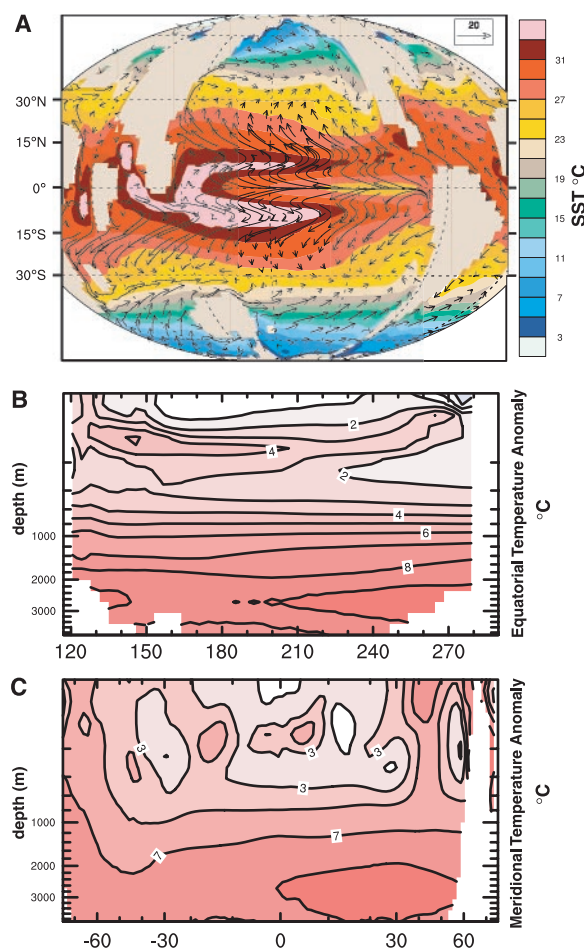 A
20
30°N
15°N
0°
15°S
30°S
31
27
23
19
15
11
7
3
SST °C
B
2
4
2
4
6
8
depth (m)
1000
2000
3000
120 150 180 210 240 270
Equatorial Temperature Anomaly
°C
C
3
3
3
3
7
7
depth (m)
1000
2000
3000
-60 -30 0 30 60
Meridional Temperature Anomaly
°C